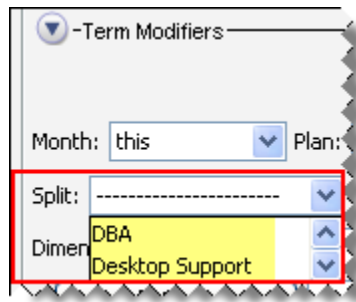 Term Modifiers
Month: this Plan:
Split: -----------------------
DBA
Dimen
Desktop Support